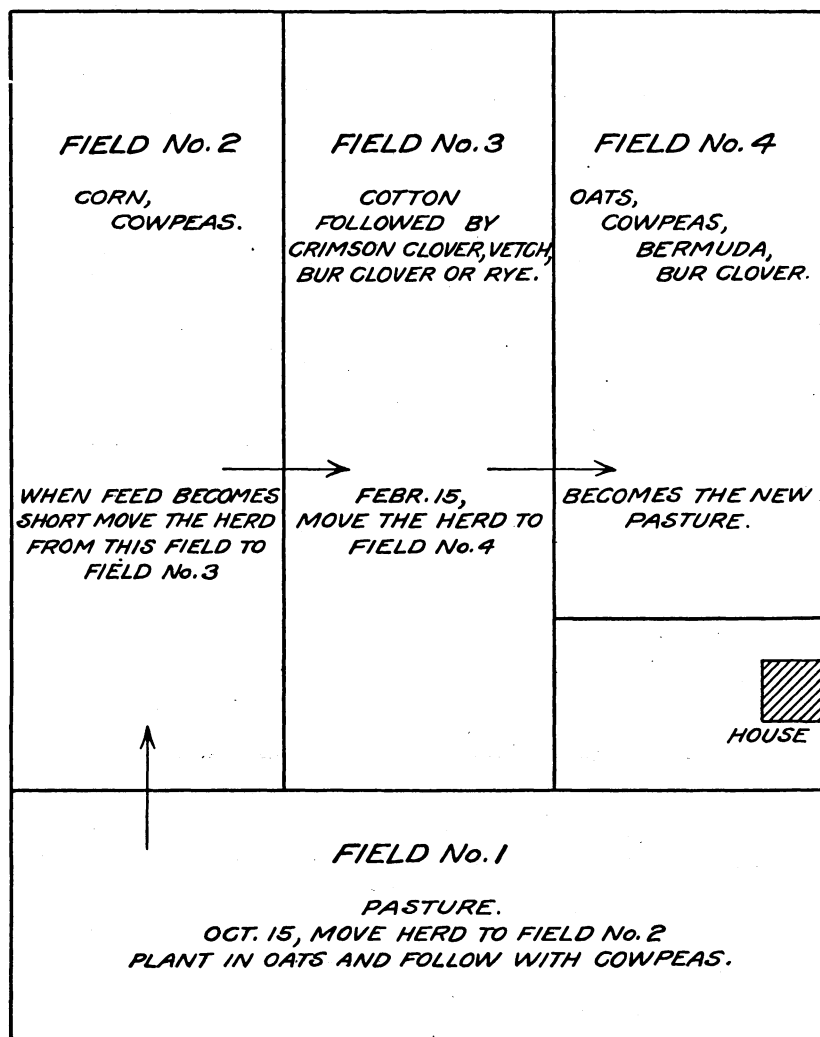 FIELD No. 2
CORN,
COWPEAS.
WHEN FEED BECOMES
SHORT MOVE THE HERD
FROM THIS FIELD TO
FIELD No. 3
FIELD No. 3
COTTON
FOLLOWED BY
CRIMSON CLOVER, VETCH,
BUR CLOVER OR RYE.
FEBR. 15,
MOVE THE HERD TO
FIELD No. 4
FIELD No. 4
OATS,
COWPEAS,
BERMUDA,
BUR CLOVER.
BECOMES THE NEW
PASTURE.
HOUSE
FIELD No. 1
PASTURE.
OCT. 15, MOVE HERD TO FIELD No. 2
PLANT IN OATS AND FOLLOW WITH COWPEAS.